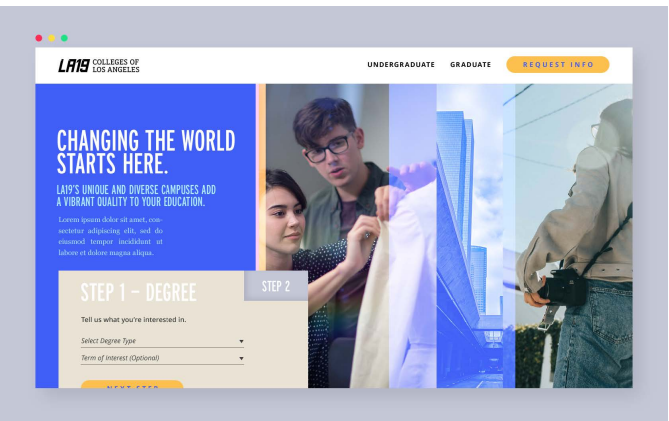 LA19 COLLEGES OF
LOS ANGELES
UNDERGRADUATE GRADUATE REQUEST INFO
CHANGING THE WORLD
STARTS HERE.
LA19'S UNIQUE AND DIVERSE CAMPUSES ADD
A VIBRANT QUALITY TO YOUR EDUCATION.
Lorem ipsum dolor sit amet, con-
sectetur adipiscing elit, sed do
eiusmod tempor incididunt ut
labore et dolore magna aliqua.
STEP 1 – DEGREE
STEP 2
Tell us what you're interested in.
Select Degree Type
Term of Interest (Optional)
NEXT STEP